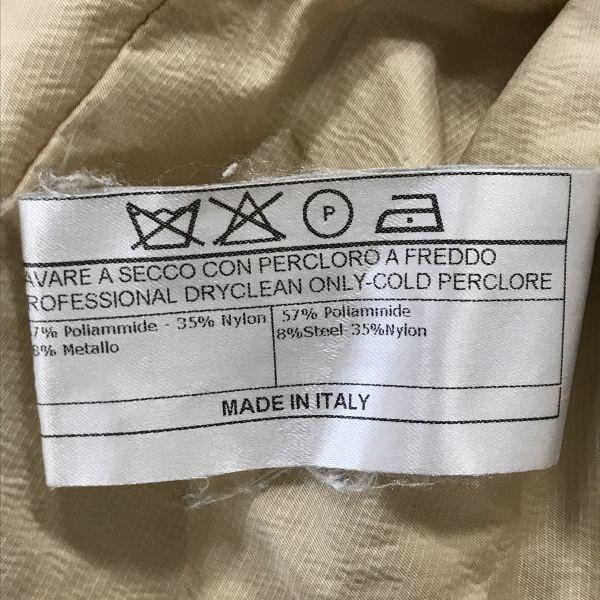 P
AVARE A SECCO CON PERCLORO A FREDDO
ROFESSIONAL DRYCLEAN ONLY-COLD PERCLORE
7% Poliammide - 35% Nylon
8% Metallo
57% Poliammide
8%Steel-35%Nylon
MADE IN ITALY